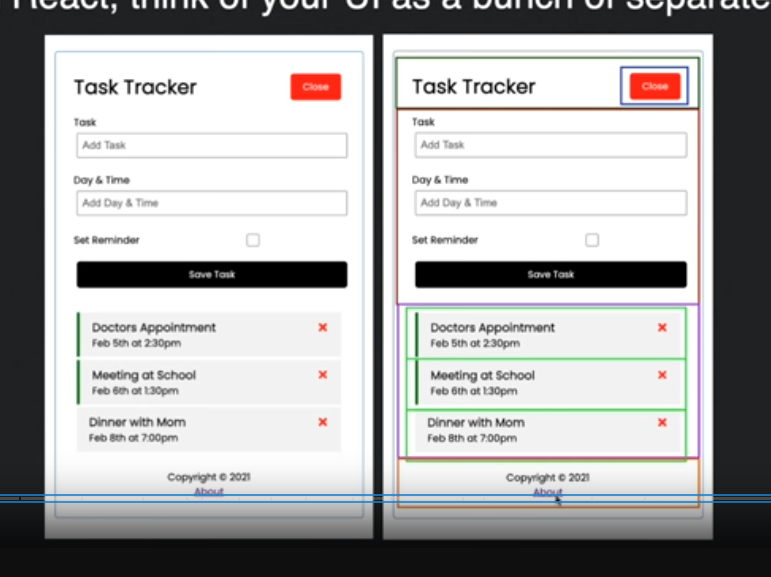 React, think of your UI as a bunch of separate
Task Tracker
Close
Task
Add Task
Day & Time
Add Day & Time
Set Reminder
Save Task
Doctors Appointment
Feb 5th at 2:30pm
Meeting at School
Feb 6th at 1:30pm
Dinner with Mom
Feb 8th at 7:00pm
Copyright © 2021
About
Task Tracker
Close
Task
Add Task
Day & Time
Add Day & Time
Set Reminder
Save Task
Doctors Appointment
Feb 5th at 2:30pm
Meeting at School
Feb 6th at 1:30pm
Dinner with Mom
Feb 8th at 7:00pm
Copyright © 2021
About